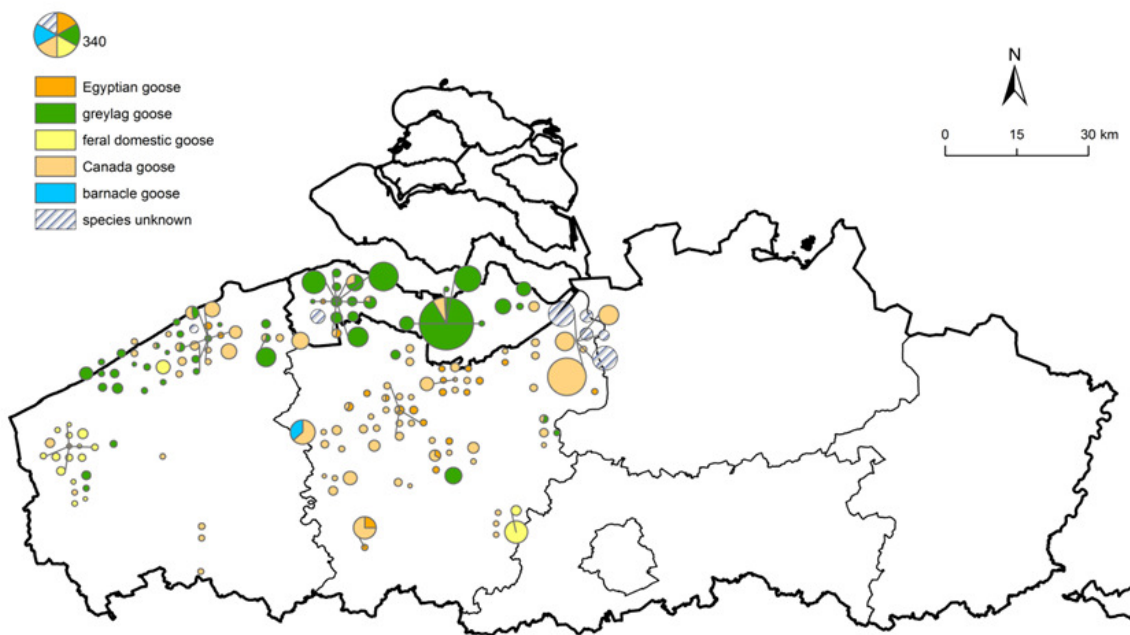 340
Egyptian goose
greylag goose
feral domestic goose
Canada goose
barnacle goose
species unknown
N
0 15 30 km